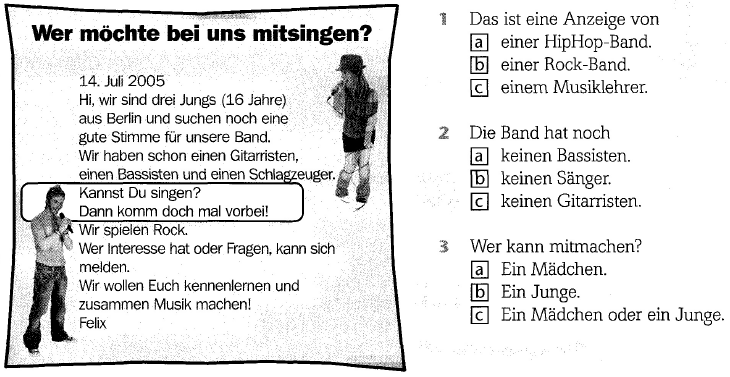 Wer möchte bei uns mitsingen?
14. Juli 2005
Hi, wir sind drei Jungs (16 Jahre)
aus Berlin und suchen noch eine
gute Stimme für unsere Band.
Wir haben schon einen Gitarristen,
einen Bassisten und einen Schlagzeuger.
Kannst Du singen?
Dann komm doch mal vorbei!
Wir spielen Rock.
Wer Interesse hat oder Fragen, kann sich
melden.
Wir wollen Euch kennenlernen und
zusammen Musik machen!
Felix
1 Das ist eine Anzeige von
a einer HipHop-Band.
b einer Rock-Band.
c einem Musiklehrer.
2 Die Band hat noch
a keinen Bassisten.
b keinen Sänger.
c keinen Gitarristen.
3 Wer kann mitmachen?
a Ein Mädchen.
b Ein Junge.
c Ein Mädchen oder ein Junge.